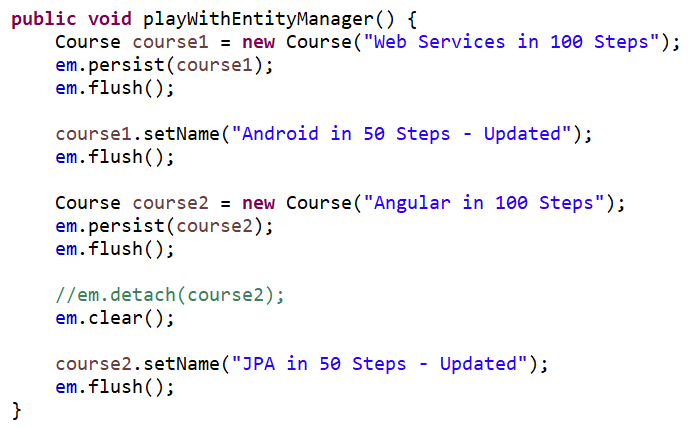 public void playWithEntityManager() {
    Course course1 = new Course("Web Services in 100 Steps");
    em.persist(course1);
    em.flush();

    course1.setName("Android in 50 Steps - Updated");
    em.flush();

    Course course2 = new Course("Angular in 100 Steps");
    em.persist(course2);
    em.flush();

    //em.detach(course2);
    em.clear();

    course2.setName("JPA in 50 Steps - Updated");
    em.flush();
}